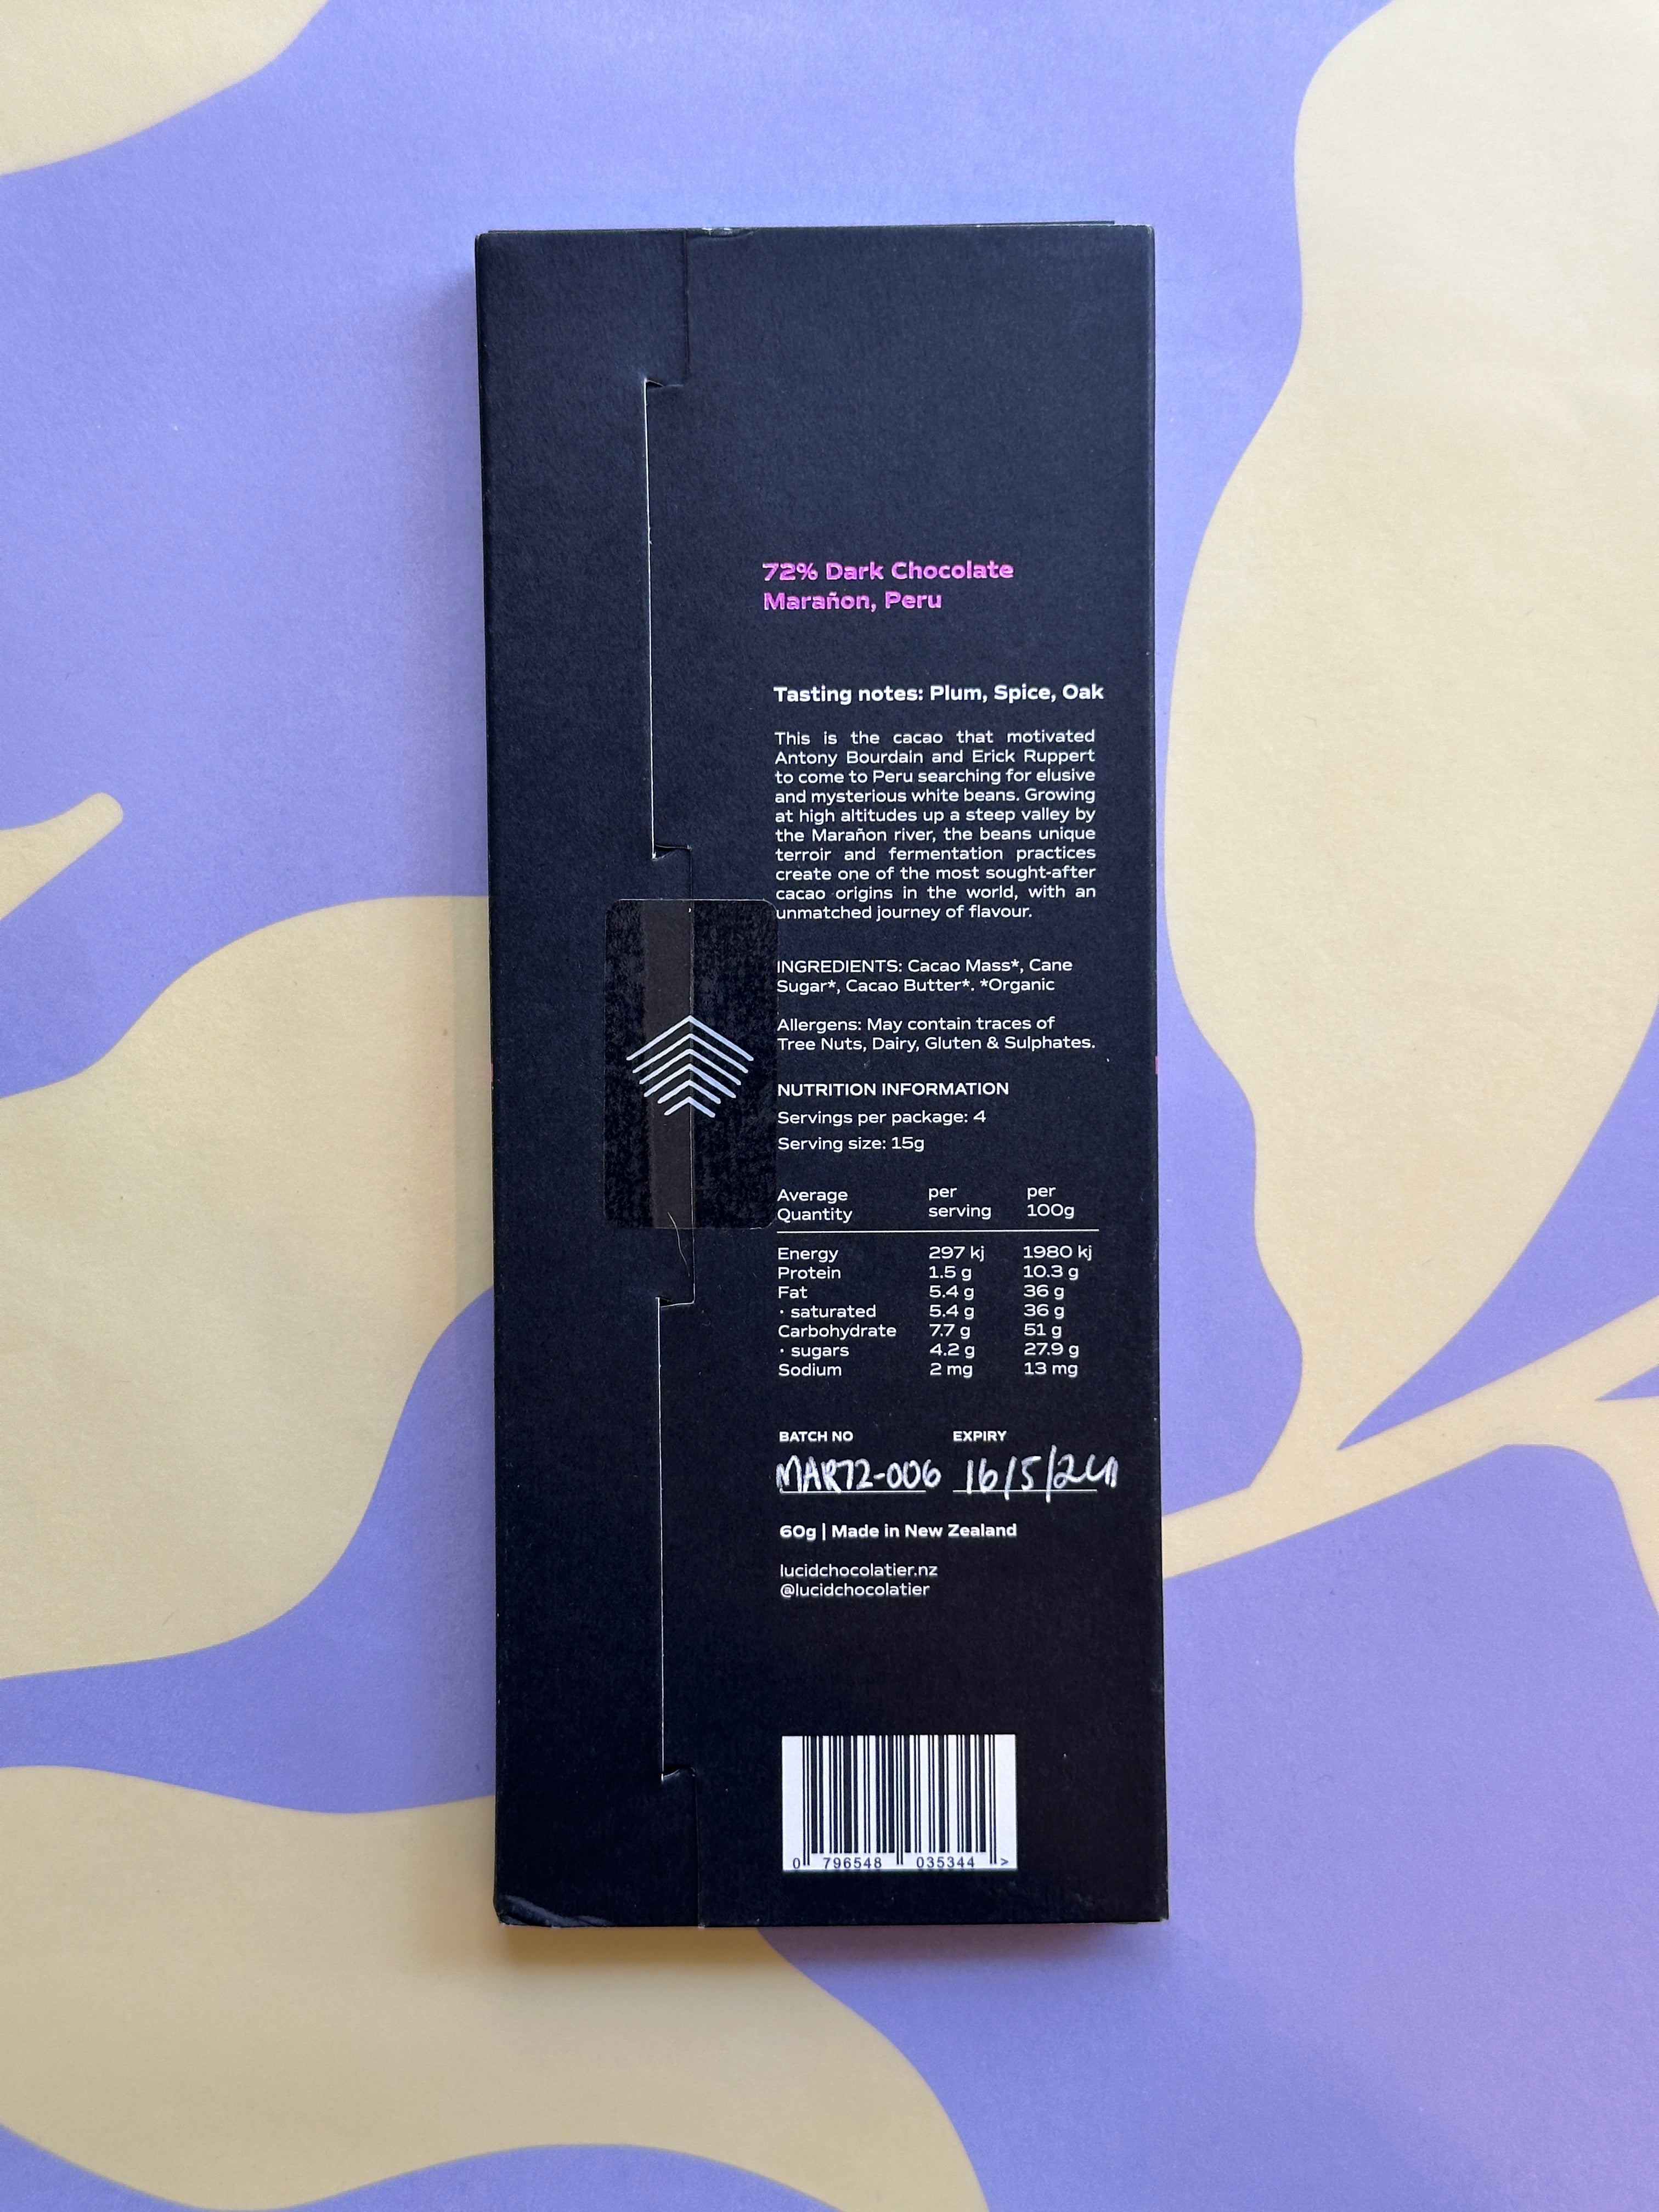 72% Dark Chocolate
Marañon, Peru
Tasting notes: Plum, Spice, Oak
This is the cacao that motivated
Antony Bourdain and Erick Ruppert
to come to Peru searching for elusive
and mysterious white beans. Growing
at high altitudes up a steep valley by
the Marañon river, the beans unique
terroir and fermentation practices
create one of the most sought-after
cacao origins in the world, with an
unmatched journey of flavour.
INGREDIENTS: Cacao Mass*, Cane
Sugar*, Cacao Butter*. *Organic
Allergens: May contain traces of
Tree Nuts, Dairy, Gluten & Sulphates.
NUTRITION INFORMATION
Servings per package: 4
Serving size: 15g
Average Quantity per serving per 100g
Energy 297 kj 1980 kj
Protein 1.5 g 10.3 g
Fat 5.4 g 36 g
· saturated 5.4 g 36 g
Carbohydrate 7.7 g 51 g
· sugars 4.2 g 27.9 g
Sodium 2 mg 13 mg
BATCH NO EXPIRY
MAR72-006 16/5/24
60g | Made in New Zealand
lucidchocolatier.nz
@lucidchocolatier
0 796548 035344 >